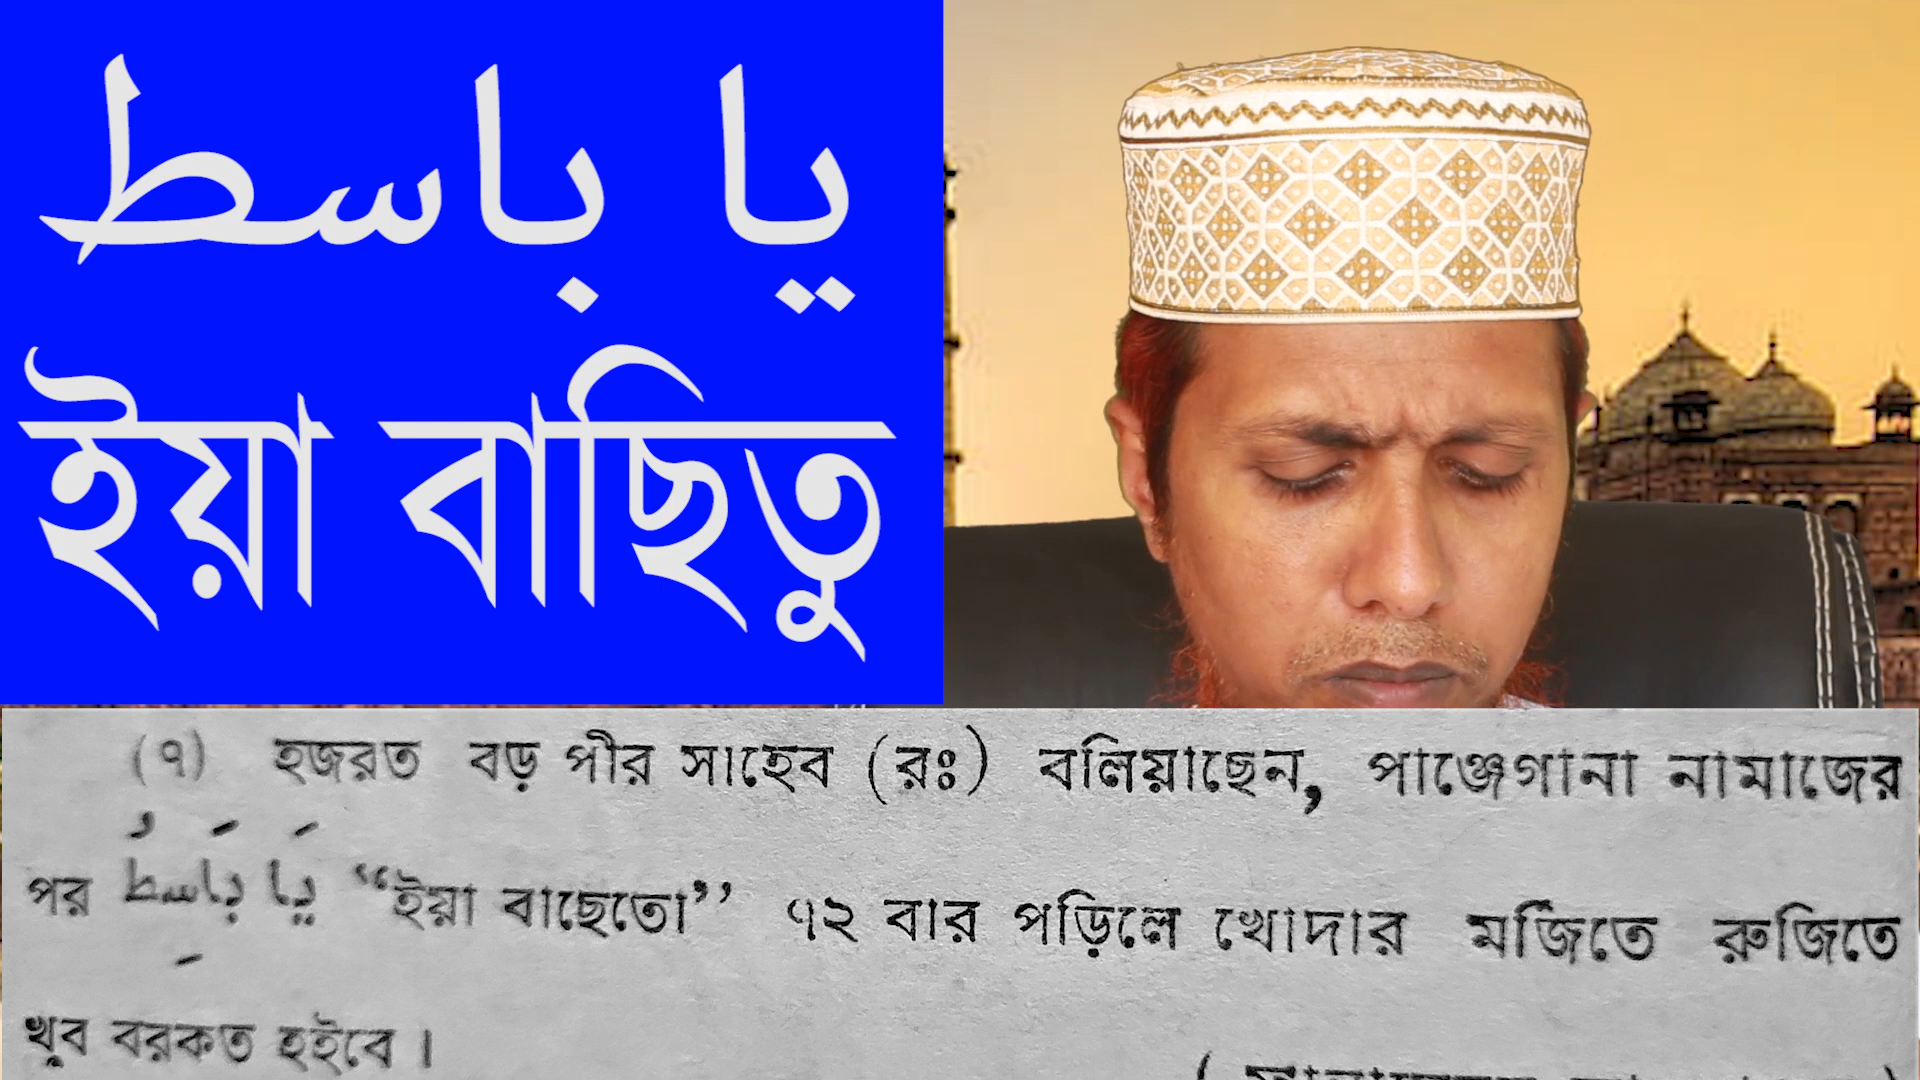 يا باسط
ইয়া বাছিতু
(৭) হজরত বড় পীর সাহেব (রঃ) বলিয়াছেন, পাঞ্জেগানা নামাজের
পর يَا بَاسِطُ “ইয়া বাছেতো” ৭২ বার পড়িলে খোদার মর্জিতে রুজিতে
খুব বরকত হইবে।